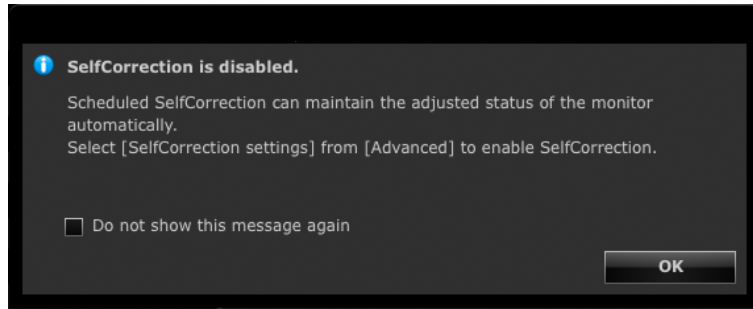 SelfCorrection is disabled.
Scheduled SelfCorrection can maintain the adjusted status of the monitor
automatically.
Select [SelfCorrection settings] from [Advanced] to enable SelfCorrection.
Do not show this message again
OK